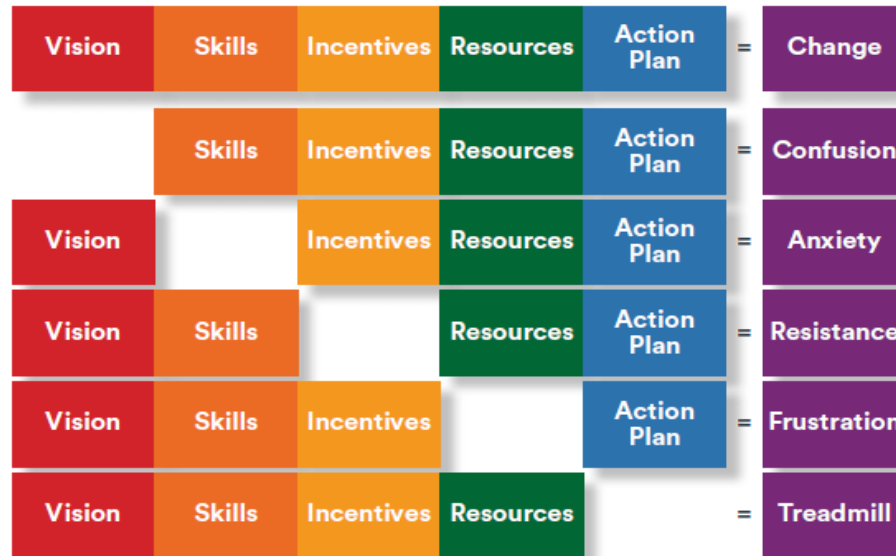 Vision Skills Incentives Resources Action Plan = Change
Skills Incentives Resources Action Plan = Confusion
Vision Incentives Resources Action Plan = Anxiety
Vision Skills Resources Action Plan = Resistance
Vision Skills Incentives Action Plan = Frustration
Vision Skills Incentives Resources = Treadmill